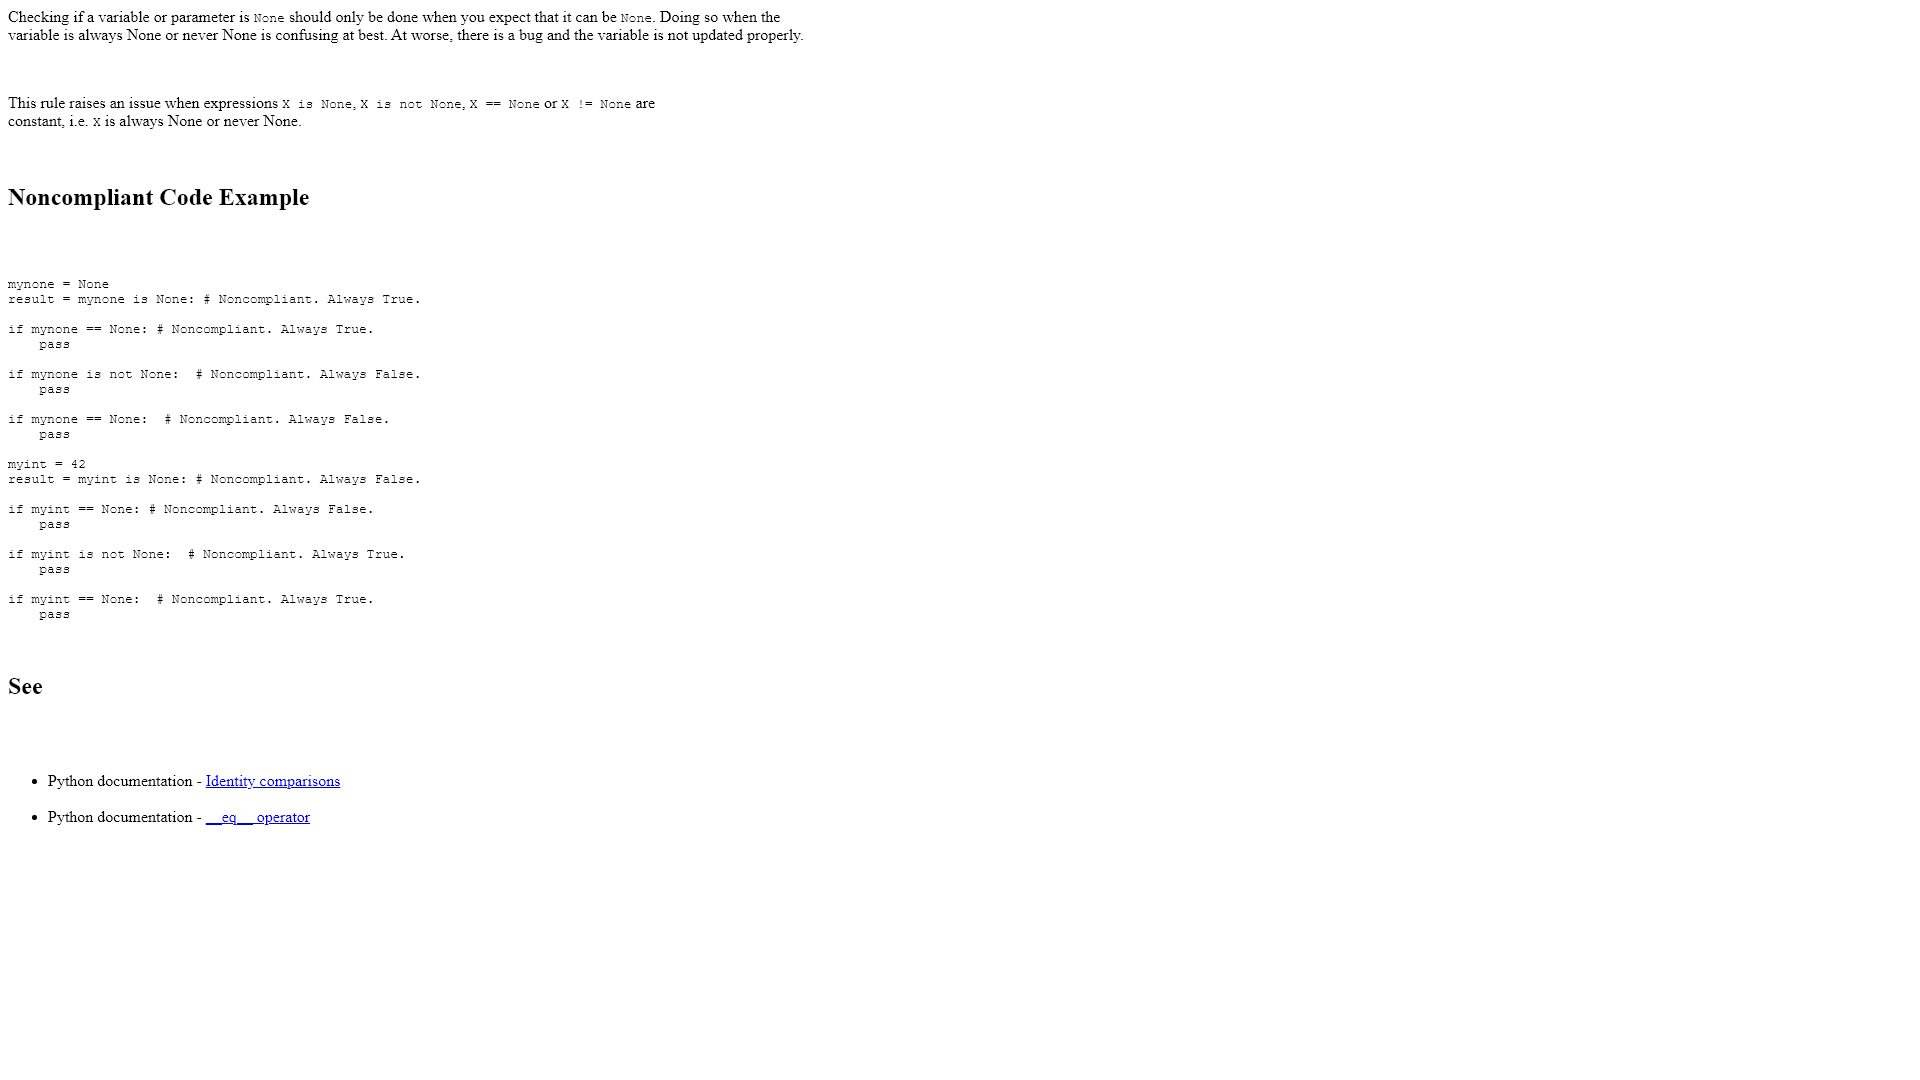 Checking if a variable or parameter is None should only be done when you expect that it can be None. Doing so when the
variable is always None or never None is confusing at best. At worse, there is a bug and the variable is not updated properly.
This rule raises an issue when expressions X is None, X is not None, X == None or X != None are
constant, i.e. X is always None or never None.
Noncompliant Code Example
mynone = None
result = mynone is None: # Noncompliant. Always True.
if mynone == None: # Noncompliant. Always True.
    pass
if mynone is not None:  # Noncompliant. Always False.
    pass
if mynone == None:  # Noncompliant. Always False.
    pass
myint = 42
result = myint is None: # Noncompliant. Always False.
if myint == None: # Noncompliant. Always False.
    pass
if myint is not None:  # Noncompliant. Always True.
    pass
if myint == None:  # Noncompliant. Always True.
    pass
See
• Python documentation - Identity comparisons
• Python documentation - __eq__ operator